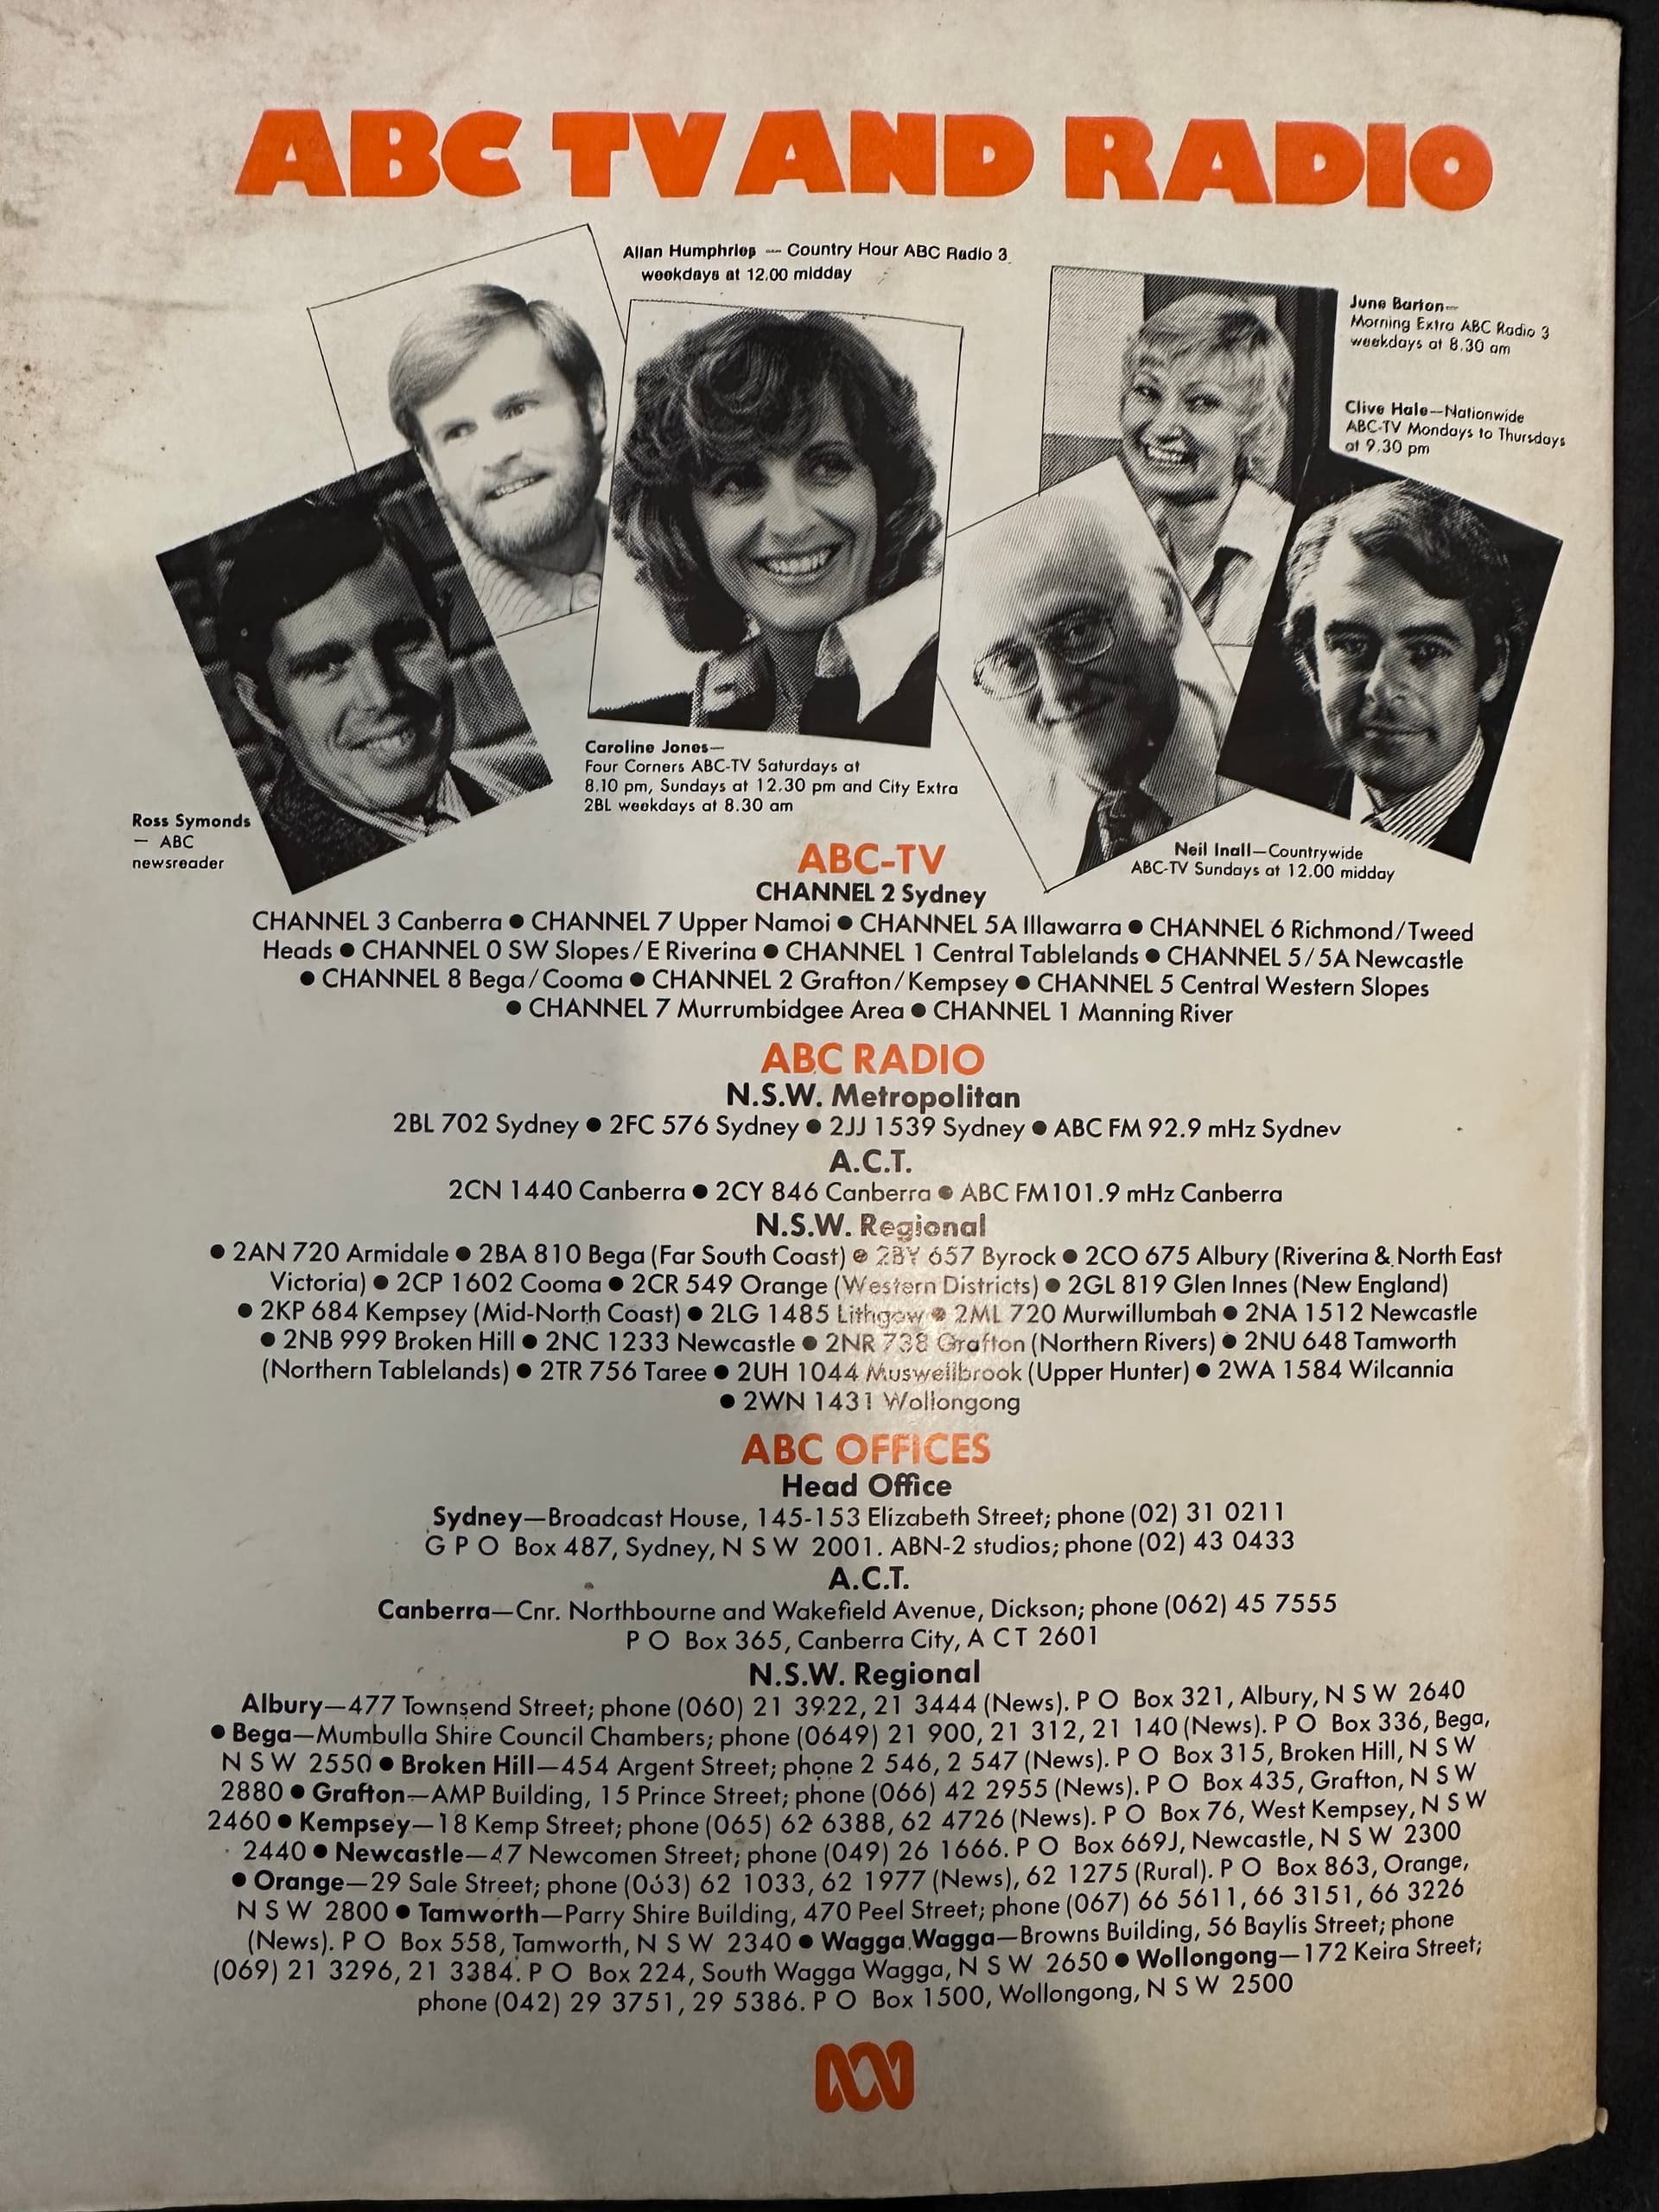 ABC TV AND RADIO
Allan Humphries — Country Hour ABC Radio 3
weekdays at 12.00 midday
June Barton—
Morning Extra ABC Radio 3
weekdays at 8.30 am
Clive Hale—Nationwide
ABC-TV Mondays to Thursdays
at 9.30 pm
Caroline Jones—
Four Corners ABC-TV Saturdays at
8.10 pm, Sundays at 12.30 pm and City Extra
2BL weekdays at 8.30 am
Ross Symonds
— ABC
newsreader
Neil Inall—Countrywide
ABC-TV Sundays at 12.00 midday
ABC-TV
CHANNEL 2 Sydney
CHANNEL 3 Canberra ● CHANNEL 7 Upper Namoi ● CHANNEL 5A Illawarra ● CHANNEL 6 Richmond/Tweed
Heads ● CHANNEL 0 SW Slopes/E Riverina ● CHANNEL 1 Central Tablelands ● CHANNEL 5/5A Newcastle
● CHANNEL 8 Bega/Cooma ● CHANNEL 2 Grafton/Kempsey ● CHANNEL 5 Central Western Slopes
● CHANNEL 7 Murrumbidgee Area ● CHANNEL 1 Manning River
ABC RADIO
N.S.W. Metropolitan
2BL 702 Sydney ● 2FC 576 Sydney ● 2JJ 1539 Sydney ● ABC FM 92.9 mHz Sydney
A.C.T.
2CN 1440 Canberra ● 2CY 846 Canberra ● ABC FM101.9 mHz Canberra
N.S.W. Regional
● 2AN 720 Armidale ● 2BA 810 Bega (Far South Coast) ● 2BY 657 Byrock ● 2CO 675 Albury (Riverina & North East
Victoria) ● 2CP 1602 Cooma ● 2CR 549 Orange (Western Districts) ● 2GL 819 Glen Innes (New England)
● 2KP 684 Kempsey (Mid-North Coast) ● 2LG 1485 Lithgow ● 2ML 720 Murwillumbah ● 2NA 1512 Newcastle
● 2NB 999 Broken Hill ● 2NC 1233 Newcastle ● 2NR 738 Grafton (Northern Rivers) ● 2NU 648 Tamworth
(Northern Tablelands) ● 2TR 756 Taree ● 2UH 1044 Muswellbrook (Upper Hunter) ● 2WA 1584 Wilcannia
● 2WN 1431 Wollongong
ABC OFFICES
Head Office
Sydney—Broadcast House, 145-153 Elizabeth Street; phone (02) 31 0211
G P O Box 487, Sydney, N S W 2001. ABN-2 studios; phone (02) 43 0433
A.C.T.
Canberra—Cnr. Northbourne and Wakefield Avenue, Dickson; phone (062) 45 7555
P O Box 365, Canberra City, A C T 2601
N.S.W. Regional
Albury—477 Townsend Street; phone (060) 21 3922, 21 3444 (News). P O Box 321, Albury, N S W 2640
● Bega—Mumbulla Shire Council Chambers; phone (0649) 21 900, 21 312, 21 140 (News). P O Box 336, Bega,
N S W 2550 ● Broken Hill—454 Argent Street; phone 2 546, 2 547 (News). P O Box 315, Broken Hill, N S W
2880 ● Grafton—AMP Building, 15 Prince Street; phone (066) 42 2955 (News). P O Box 435, Grafton, N S W
2460 ● Kempsey—18 Kemp Street; phone (065) 62 6388, 62 4726 (News). P O Box 76, West Kempsey, N S W
2440 ● Newcastle—47 Newcomen Street; phone (049) 26 1666. P O Box 669J, Newcastle, N S W 2300
● Orange—29 Sale Street; phone (063) 62 1033, 62 1977 (News), 62 1275 (Rural). P O Box 863, Orange,
N S W 2800 ● Tamworth—Parry Shire Building, 470 Peel Street; phone (067) 66 5611, 66 3151, 66 3226
(News). P O Box 558, Tamworth, N S W 2340 ● Wagga Wagga—Browns Building, 56 Baylis Street; phone
(069) 21 3296, 21 3384. P O Box 224, South Wagga Wagga, N S W 2650 ● Wollongong—172 Keira Street;
phone (042) 29 3751, 29 5386. P O Box 1500, Wollongong, N S W 2500